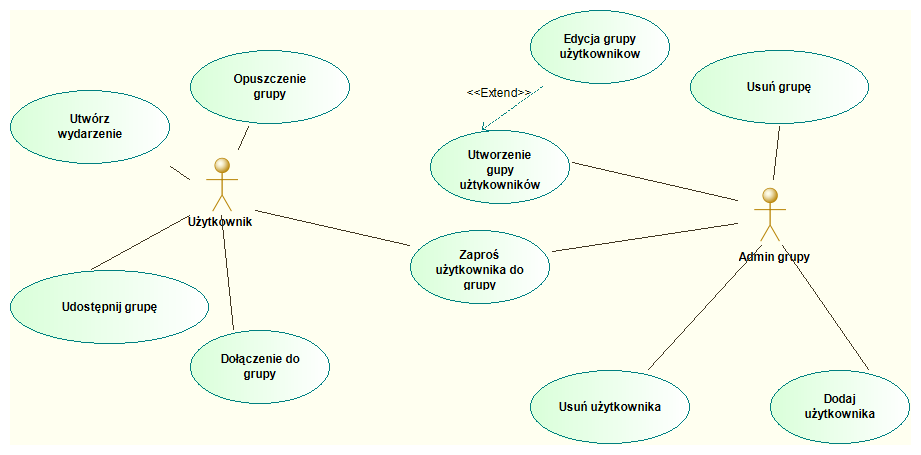 Edycja grupy
użytkownikow
Opuszczenie
grupy
Usuń grupę
<<Extend>>
Utwórz
wydarzenie
Utworzenie
gupy
użtykowników
Użytkownik
Zaproś
użytkownika do
grupy
Admin grupy
Udostępnij grupę
Dołączenie do
grupy
Usuń użytkownika
Dodaj
użytkownika